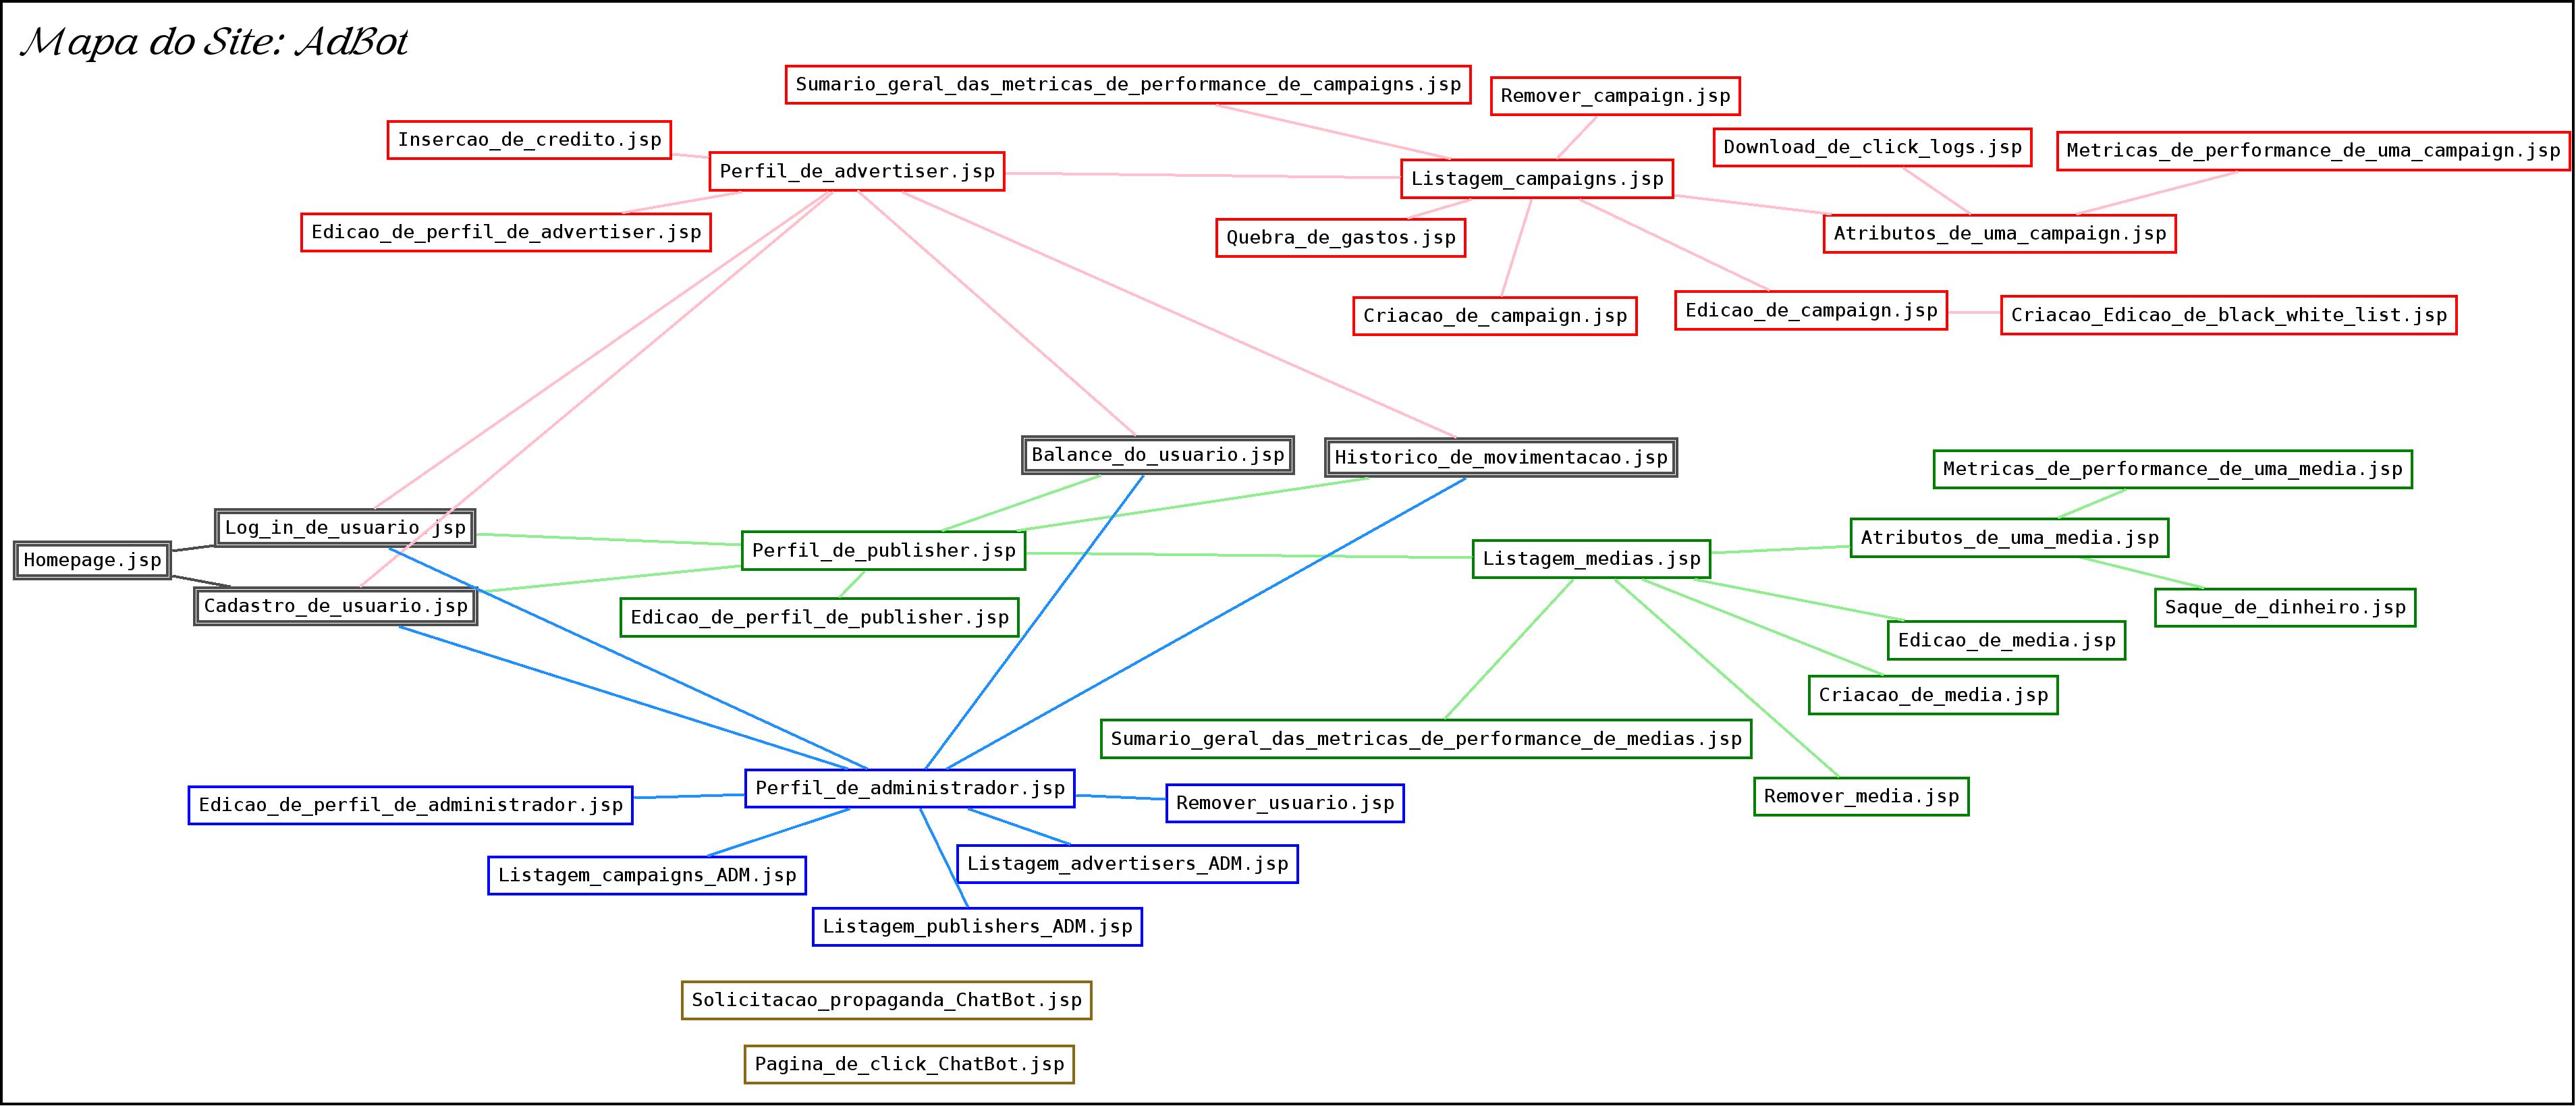 Mapa do Site: AdBot
Sumario_geral_das_metricas_de_performance_de_campaigns.jsp
Remover_campaign.jsp
Insercao_de_credito.jsp
Download_de_click_logs.jsp
Metricas_de_performance_de_uma_campaign.jsp
Perfil_de_advertiser.jsp
Listagem_campaigns.jsp
Edicao_de_perfil_de_advertiser.jsp
Quebra_de_gastos.jsp
Atributos_de_uma_campaign.jsp
Criacao_de_campaign.jsp
Edicao_de_campaign.jsp
Criacao_Edicao_de_black_white_list.jsp
Balance_do_usuario.jsp
Historico_de_movimentacao.jsp
Metricas_de_performance_de_uma_media.jsp
Log_in_de_usuario.jsp
Homepage.jsp
Perfil_de_publisher.jsp
Listagem_medias.jsp
Atributos_de_uma_media.jsp
Cadastro_de_usuario.jsp
Edicao_de_perfil_de_publisher.jsp
Saque_de_dinheiro.jsp
Edicao_de_media.jsp
Criacao_de_media.jsp
Sumario_geral_das_metricas_de_performance_de_medias.jsp
Remover_media.jsp
Edicao_de_perfil_de_administrador.jsp
Perfil_de_administrador.jsp
Remover_usuario.jsp
Listagem_campaigns_ADM.jsp
Listagem_advertisers_ADM.jsp
Listagem_publishers_ADM.jsp
Solicitacao_propaganda_ChatBot.jsp
Pagina_de_click_ChatBot.jsp